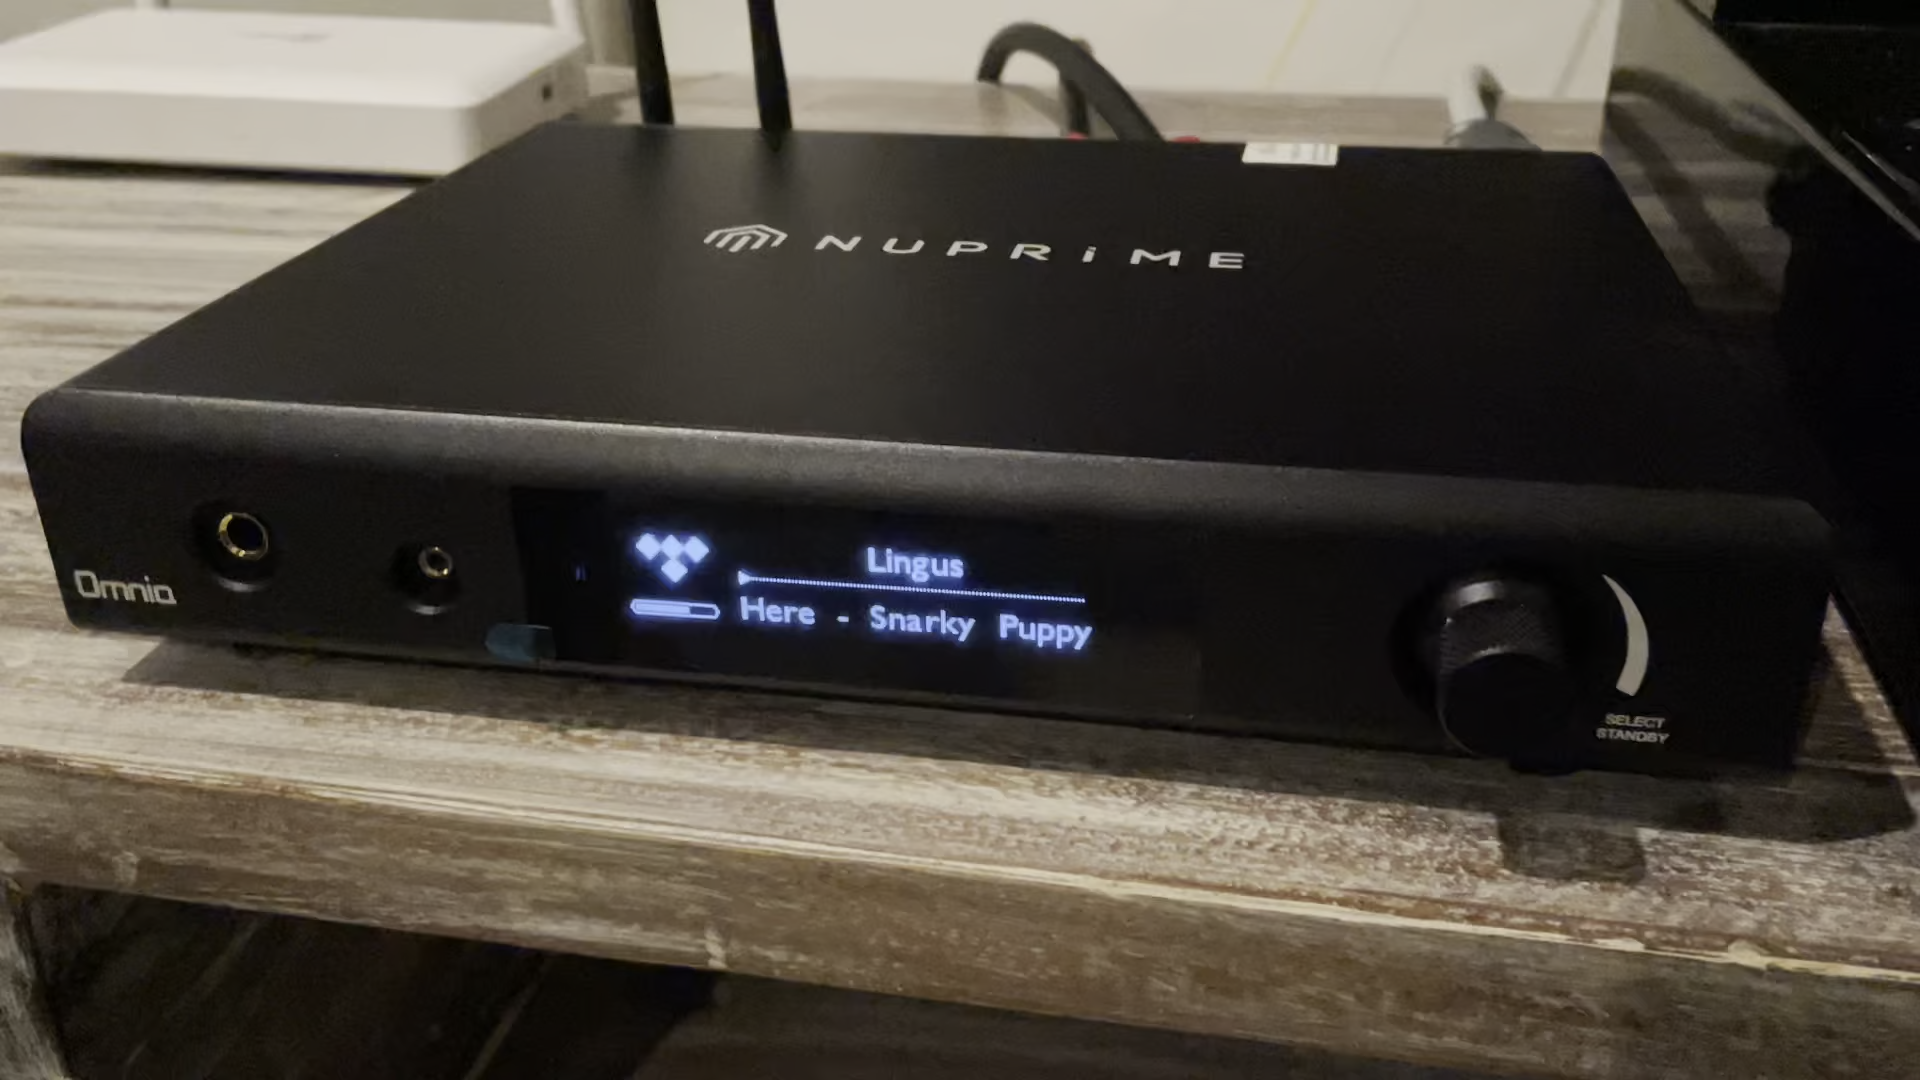 NUPRiME
Omnia
Lingus
Here - Snarky Puppy
SELECT
STANDBY